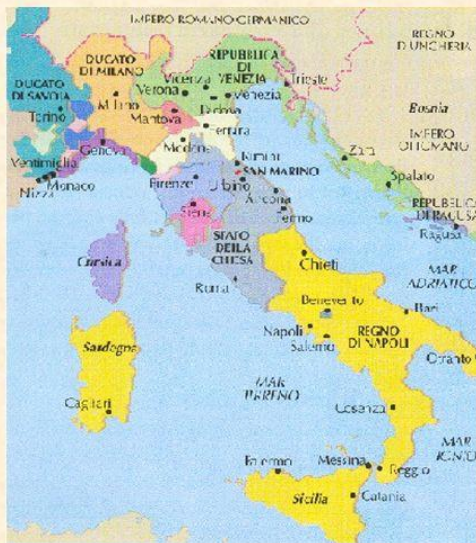 IMPERO ROMANO GERMANICO
REGNO
D'UNGHERIA
DUCATO
DI MILANO
REPUBBLICA
DI
VENEZIA
Vicenza
Trieste
Verona
Venezia
Padova
DUCATO
DI SAVOIA
Milano
Torino
Mantova
Ferrara
Bosnia
IMPERO
OTTOMANO
Genova
Modena
Zara
Ventimiglia
Rimini
SAN MARINO
Monaco
Nizza
Firenze
Urbino
Ancona
Spalato
Siena
Fermo
REPUBBLICA
DI RAGUSA
Ragusa
STATO
DELLA
CHIESA
Corsica
Chieti
MAR
ADRIATICO
Roma
Benevento
Bari
Napoli
REGNO
DI NAPOLI
Salerno
Otranto
Sardegna
MAR
TIRRENO
Cagliari
Cosenza
MAR
IONIO
Palermo
Messina
Reggio
Sicilia
Catania